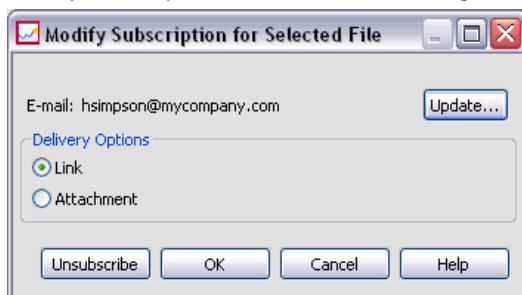 Modify Subscription for Selected File
E-mail: hsimpson@mycompany.com Update...
Delivery Options
Link
Attachment
Unsubscribe OK Cancel Help